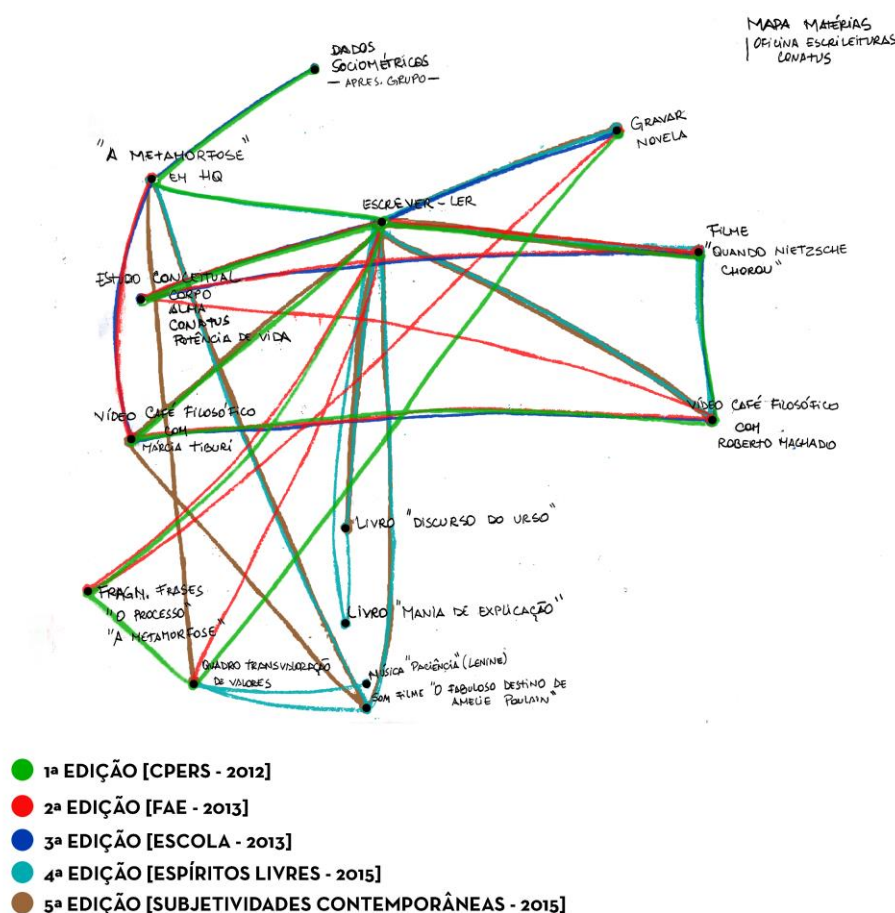 MAPA MATÉRIAS
OFICINA ESCRILEITURAS
CONATUS
DADOS
SOCIOMÉTRICOS
— APRES. GRUPO —
GRAVAR
NOVELA
"A METAMORFOSE"
EM HQ
ESCREVER-LER
FILME
"QUANDO NIETZSCHE
CHOROU"
ESTUDO CONCEITUAL
CORPO
ALMA
CONATUS
POTÊNCIA DE VIDA
VÍDEO CAFÉ FILOSÓFICO
COM
MÁRCIA TIBURI
VÍDEO CAFÉ FILOSÓFICO
COM
ROBERTO MACHADO
LIVRO "DISCURSO DO URSO"
FRAGM. FRASES
"O PROCESSO"
"A METAMORFOSE"
LIVRO "MANIA DE EXPLICAÇÃO"
QUADRO TRANSVALORAÇÃO
DE VALORES
MÚSICA "PACIÊNCIA" (LENINE)
SOM FILME "O FABULOSO DESTINO DE
AMELIE POULAIN"
1ª EDIÇÃO [CPERS - 2012]
2ª EDIÇÃO [FAE - 2013]
3ª EDIÇÃO [ESCOLA - 2013]
4ª EDIÇÃO [ESPÍRITOS LIVRES - 2015]
5ª EDIÇÃO [SUBJETIVIDADES CONTEMPORÂNEAS - 2015]